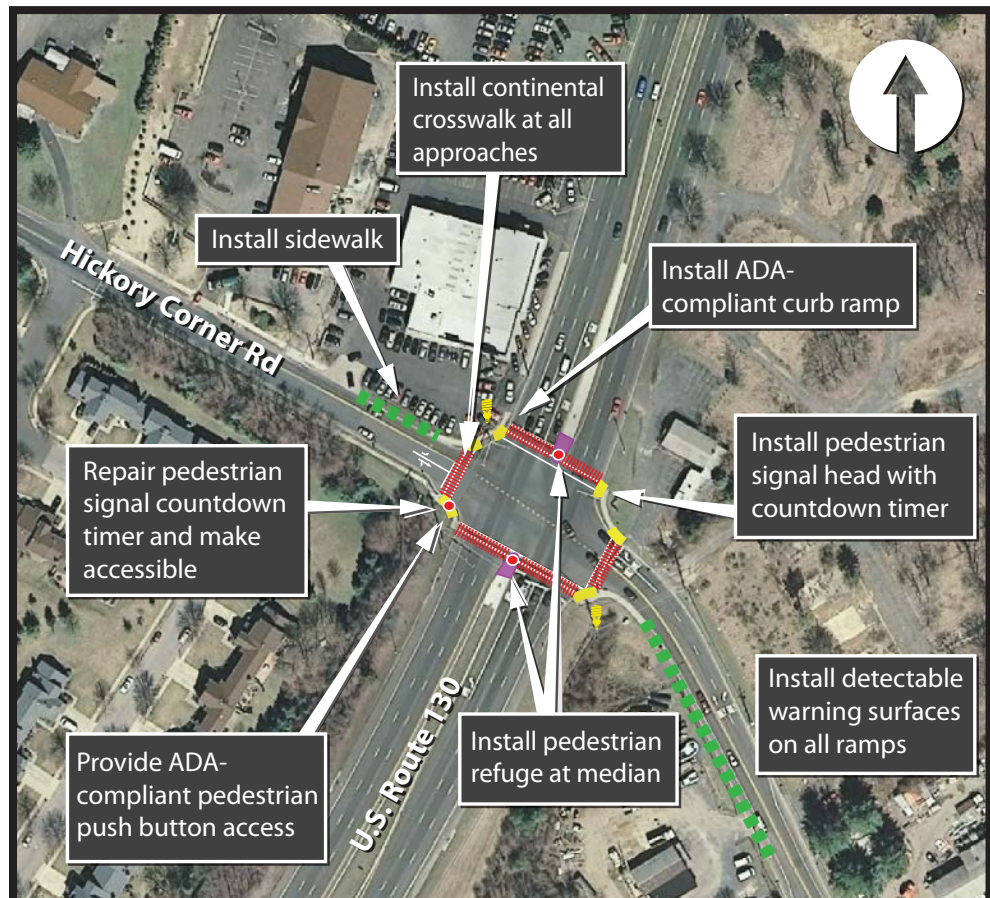 Install continental
crosswalk at all
approaches
Install sidewalk
Hickory Corner Rd
Install ADA-
compliant curb ramp
Repair pedestrian
signal countdown
timer and make
accessible
Install pedestrian
signal head with
countdown timer
Install detectable
warning surfaces
on all ramps
Install pedestrian
refuge at median
U.S. Route 130
Provide ADA-
compliant pedestrian
push button access